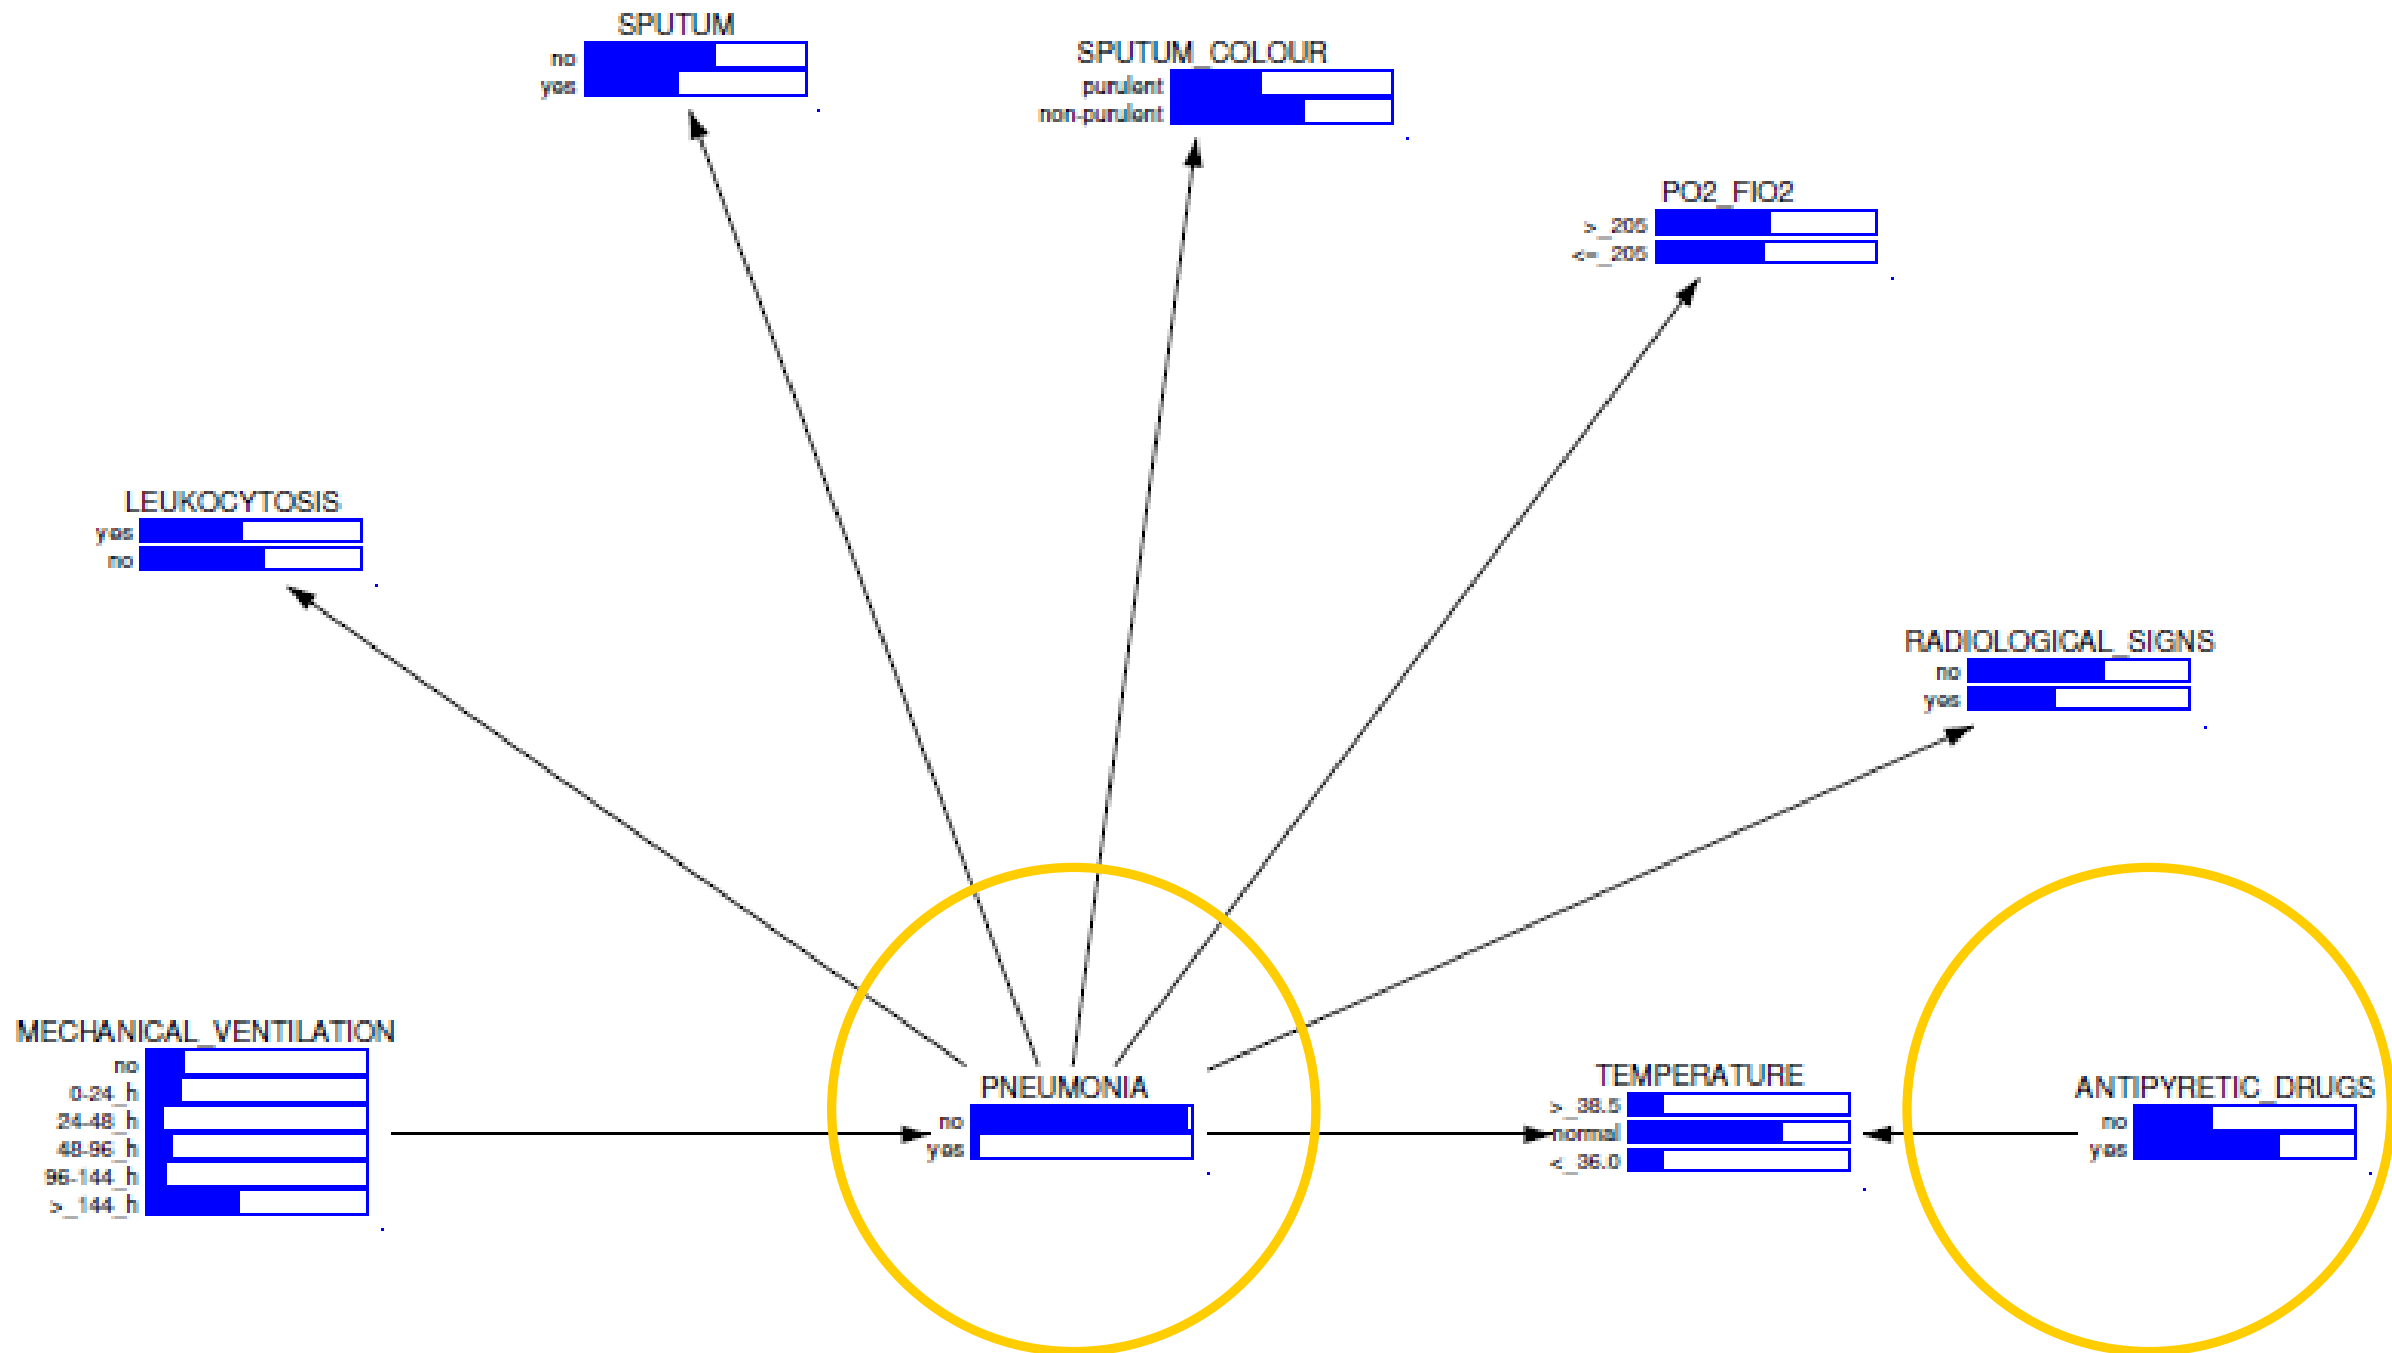 SPUTUM
no
yes
SPUTUM_COLOUR
purulent
non-purulent
PO2_FIO2
>_205
<=_205
LEUKOCYTOSIS
yes
no
RADIOLOGICAL_SIGNS
no
yes
MECHANICAL_VENTILATION
no
0-24_h
24-48_h
48-96_h
96-144_h
>_144_h
PNEUMONIA
no
yes
TEMPERATURE
>_38.5
normal
<_36.0
ANTIPYRETIC_DRUGS
no
yes